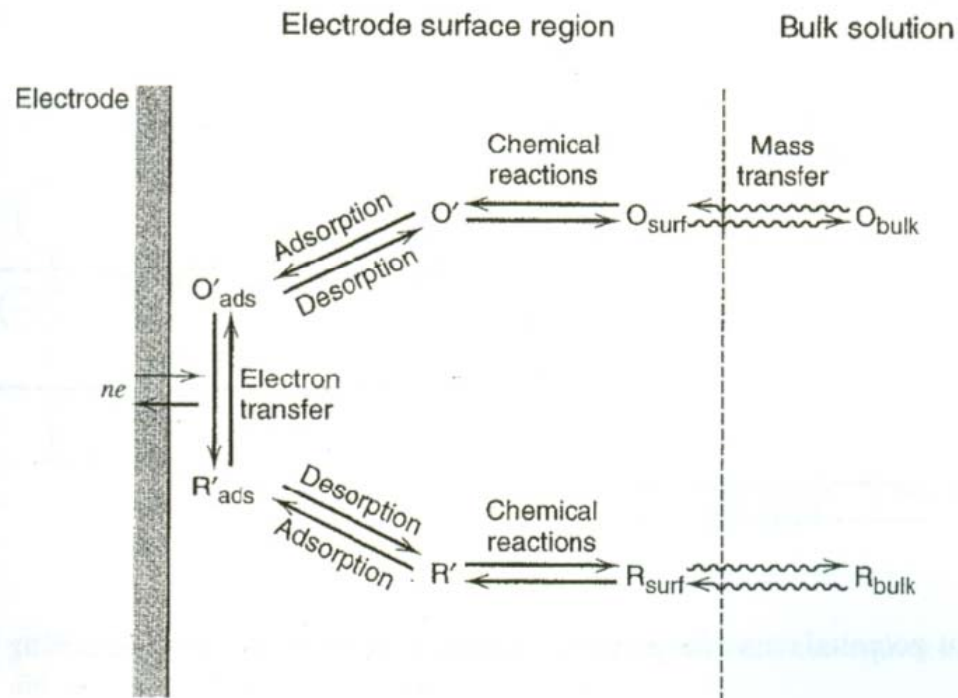 Electrode surface region
Bulk solution
Electrode
Chemical
reactions
Mass
transfer
Adsorption
Desorption
O′
O_surf
O_bulk
O′_ads
ne
Electron
transfer
R′_ads
Desorption
Adsorption
Chemical
reactions
R′
R_surf
R_bulk